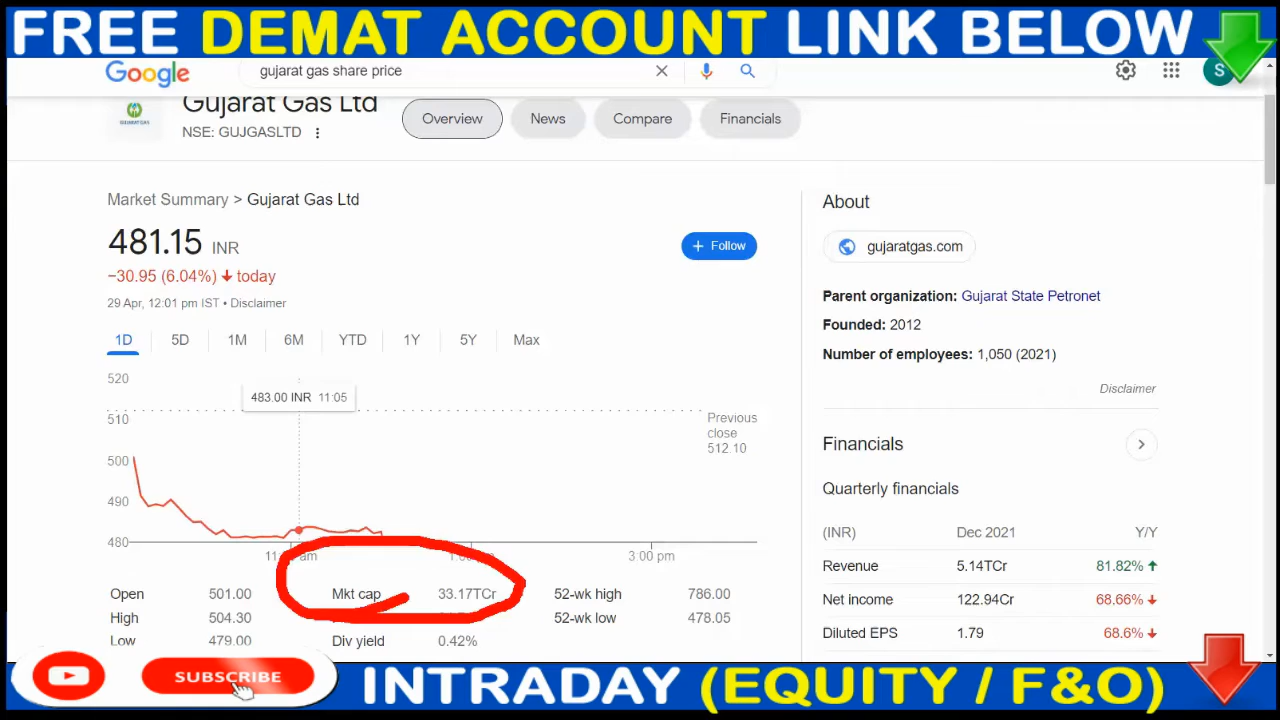 FREE DEMAT ACCOUNT LINK BELOW
Google
gujarat gas share price
S
Gujarat Gas Ltd
NSE: GUJGASLTD
Overview
News
Compare
Financials
GUJARAT GAS
Market Summary > Gujarat Gas Ltd
481.15 INR
+ Follow
−30.95 (6.04%) today
29 Apr, 12:01 pm IST • Disclaimer
1D 5D 1M 6M YTD 1Y 5Y Max
520
483.00 INR 11:05
510
Previous
close
512.10
500
490
480
3:00 pm
Open 501.00 Mkt cap 33.17TCr 52-wk high 786.00
High 504.30 52-wk low 478.05
Low 479.00 Div yield 0.42%
About
gujaratgas.com
Parent organization: Gujarat State Petronet
Founded: 2012
Number of employees: 1,050 (2021)
Disclaimer
Financials
Quarterly financials
(INR) Dec 2021 Y/Y
Revenue 5.14TCr 81.82%
Net income 122.94Cr 68.66%
Diluted EPS 1.79 68.6%
SUBSCRIBE
INTRADAY (EQUITY / F&O)